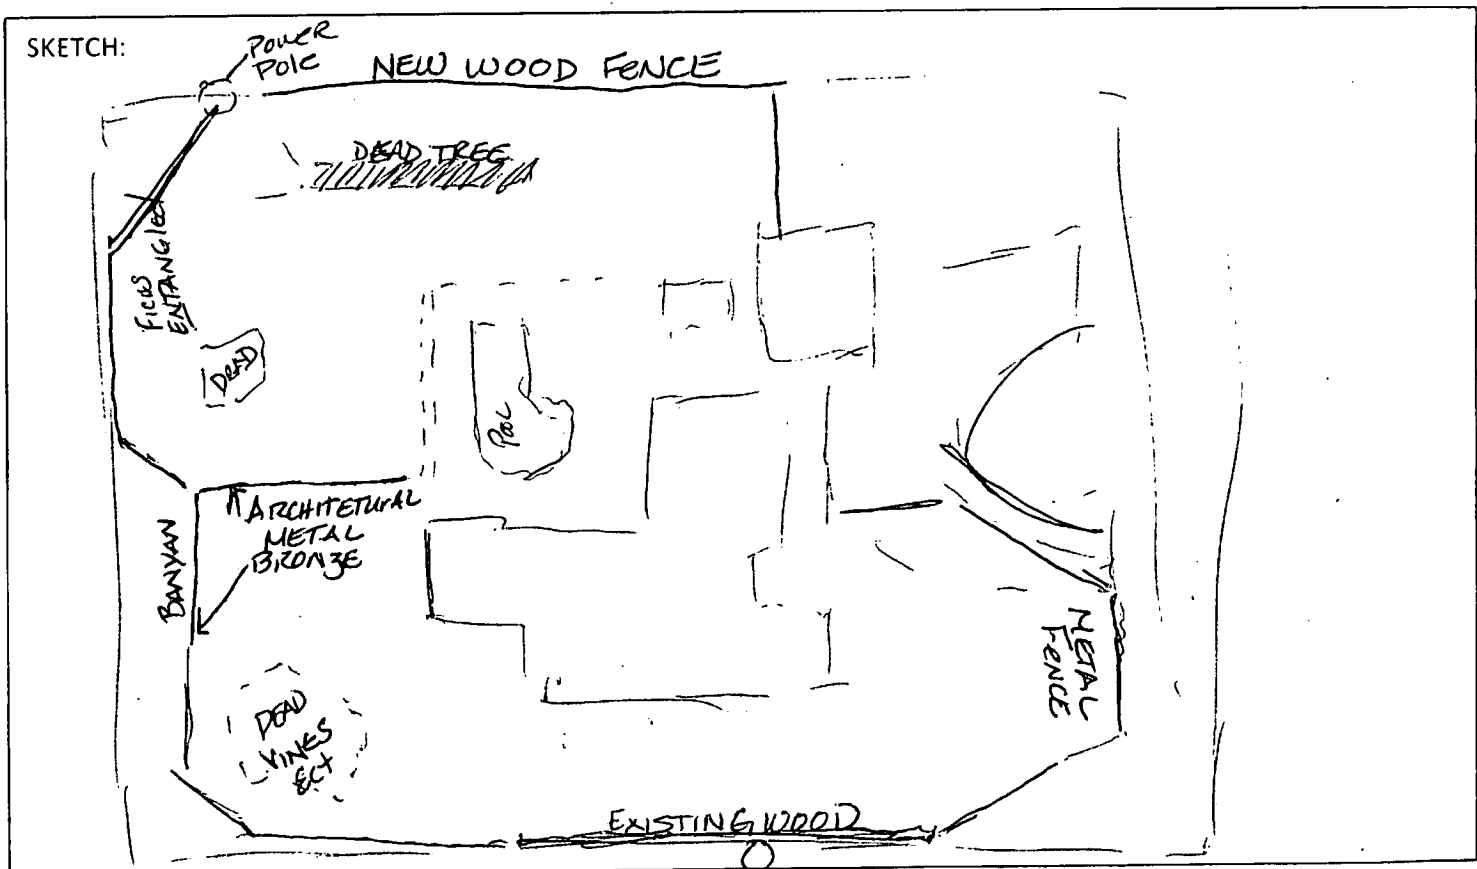 SKETCH:
POWER
POLE
NEW WOOD FENCE
DEAD TREE
FICUS
ENTANGLED
DEAD
POOL
ARCHITETURAL
METAL
BRONZE
BANYAN
METAL
FENCE
DEAD
VINES
ECT
EXISTING WOOD